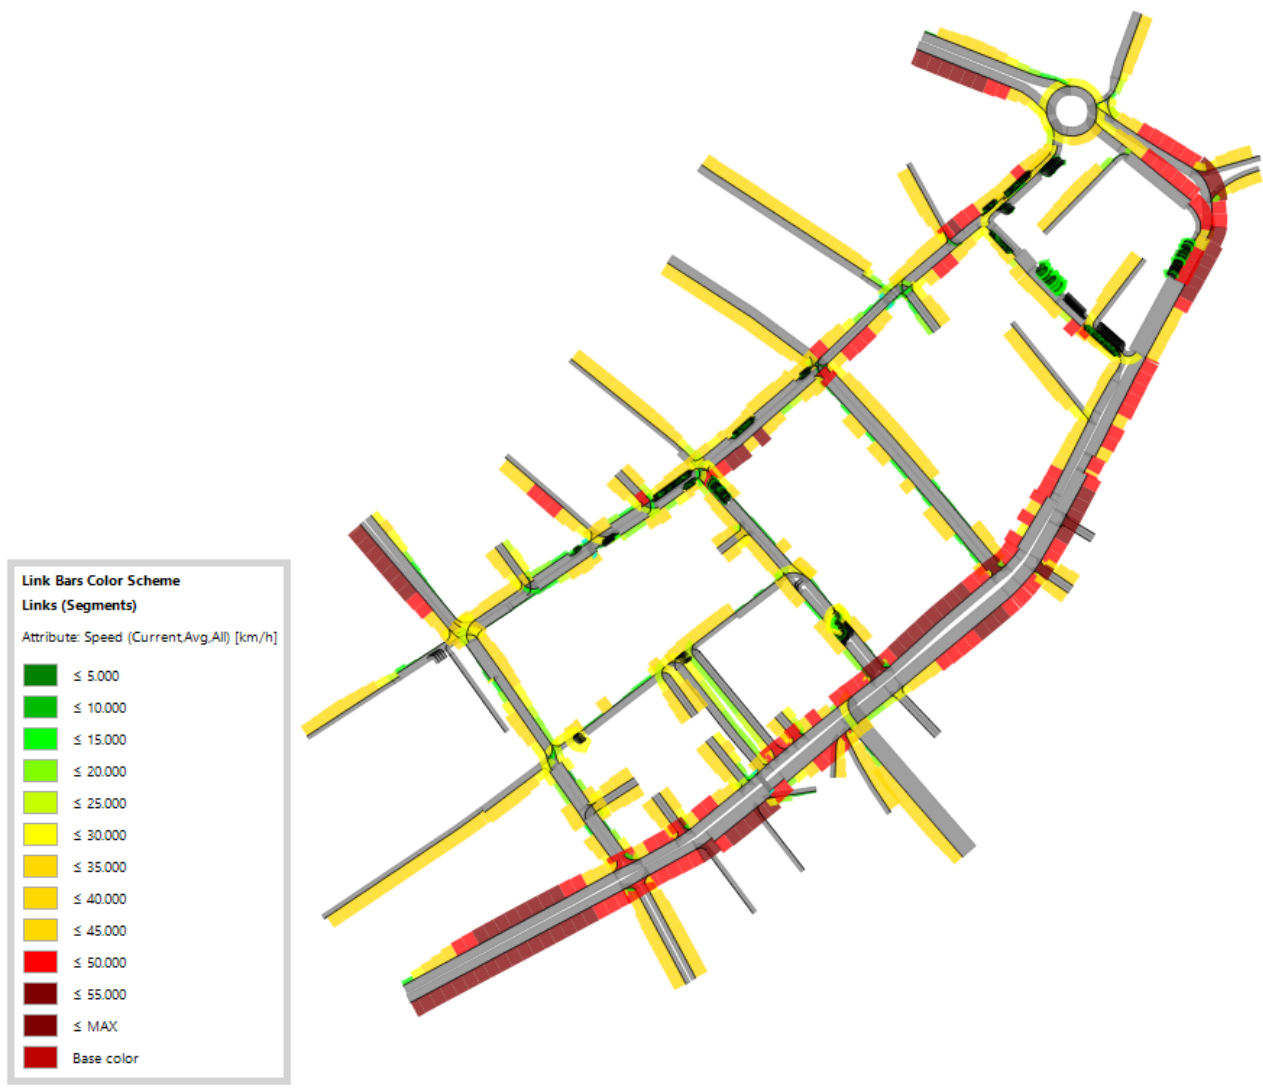 Link Bars Color Scheme
Links (Segments)
Attribute: Speed (Current,Avg,All) [km/h]
≤ 5.000
≤ 10.000
≤ 15.000
≤ 20.000
≤ 25.000
≤ 30.000
≤ 35.000
≤ 40.000
≤ 45.000
≤ 50.000
≤ 55.000
≤ MAX
Base color